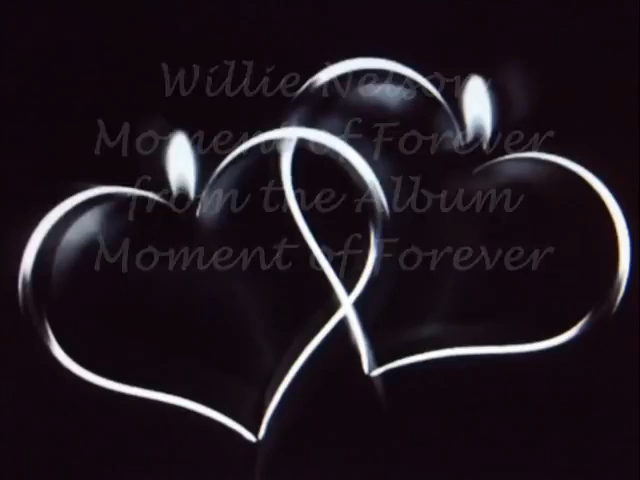 Willie Nelson
Moment of Forever
from the Album
Moment of Forever